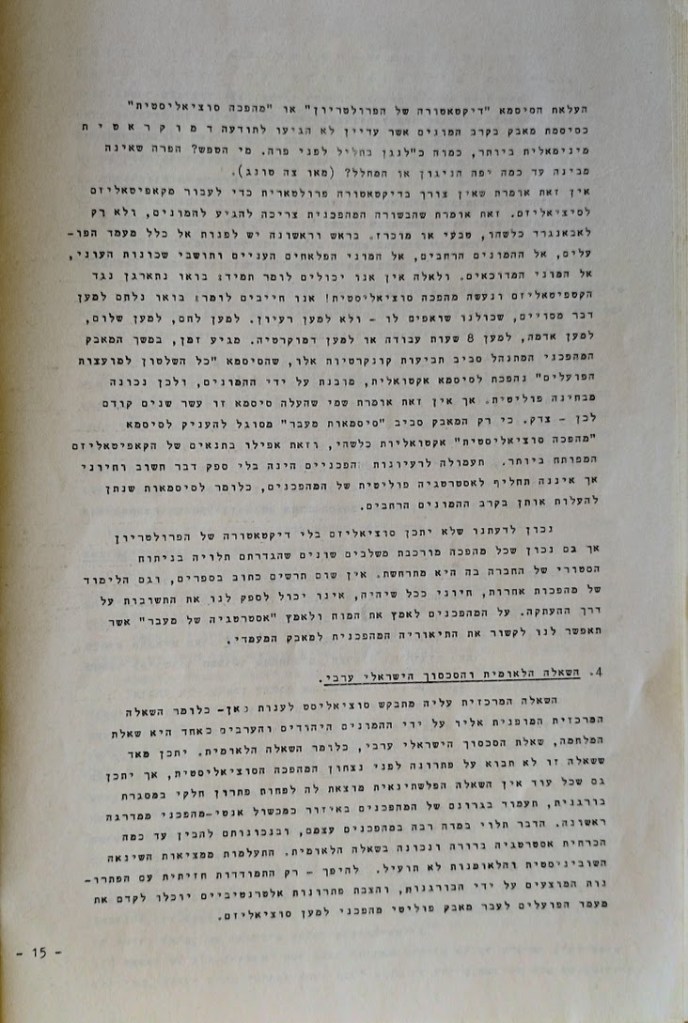 העלאת הסיסמא "דיקטאטורה של הפרולטריון" או "מהפכה סוציאליסטית"
כסיסמת מאבק בקרב המונים אשר עדיין לא הגיעו לתודעה ד מ ו ק ר א ט י ת
מינימאלית ביותר, כמוה כ"לנגן בחליל לפני פרה. מי הטפש? הפרה שאינה
מבינה עד כמה יפה הניגון או המחלל? (מאו צה טונג).
אין זאת אומרת שאין צורך בדיקטאטורה פרולטארית כדי לעבור מקאפיטאליזם
לסיציאליזם. זאת אומרת שהבשורה המהפכנית צריכה להגיע להמונים, ולא רק
לאבאנגרד כלשהו, טבעי או מוכרז. בראש וראשונה יש לפנות אל כלל מעמד הפו-
עלים, אל ההמונים הרחבים, אל המוני הפלאחים העניים ותושבי שכונות העוני,
אל המוני המדוכאים. ולאלה אין אנו יכולים לומר תמיד: בואו נתארגן נגד
הקפיטאליזם ונעשה מהפכה סוציאליסטית! אנו חייבים לומר: בואו נלחם למען
דבר מסויים, שכולנו שואפים לו - ולא למען רעיון. למען לחם, למען שלום,
למען אדמה, למען 8 שעות עבודה או למען דמוקרטיה. מגיע זמן, במשך המאבק
המהפכני המתנהל סביב תביעות קונקרטיות אלו, שהסיסמא "כל השלטון למועצות
הפועלים" נהפכת לסיסמא אקטואלית, מובנת על ידי ההמונים, ולכן נכונה
מבחינה פוליטית. אך אין זאת אומרת שמי שהעלה סיסמא זו עשר שנים קודם
לכן - צדק. כי רק המאבק סביב "סיסמאות מעבר" מסוגל להעניק לסיסמא
"מהפכה סוציאליסטית" אקטואליות כלשהי, וזאת אפילו בתנאים של הקאפיטאליזם
המפותח ביותר. תעמולה לרעיונות הפכניים הינה בלי ספק דבר חשוב וחיוני
אך איננה תחליף לאסטרטגיה פוליטית של המהפכנים, כלומר לסיסמאות שנתן
להעלות אותן בקרב ההמונים הרחבים.
נכון לדעתנו שלא יתכן סוציאליזם בלי דיקטאטורה של הפרולטריון
אך גם נכון שכל מהפכה מורכבת משלבים שונים שהגדרתם תלויה בניתוח
הסטורי של החברה בה היא מתרחשת. אין שום תרשים כתוב בספרים, וגם הלימוד
של מהפכות אחרות, חיוני ככל שיהיה, אינו יכול לספק לנו את התשובות על
דרך ההעתקה. על המהפכנים לאמץ את המוח ולאמץ "אסטרטגיה של מעבר" אשר
תאפשר לנו לקשור את התיאוריה המהפכנית למאבק המעמדי.
4. השאלה הלאומית והסכסוך הישראלי ערבי.
השאלה המרכזית עליה מתבקש סוציאליסט לענות כאן- כלומר השאלה
המרכזית המופנית אליו על ידי ההמונים היהודים והערבים כאחד היא שאלת
המלחמה, שאלת הסכסוך הישראלי ערבי, כלומר השאלה הלאומית. יתכן מאד
ששאלה זו לא תבוא על פתרונה לפני נצחון המהפכה הסוציאליסטית, אך יתכן
גם שכל עוד אין השאלה הפלשתינאית מוצאת לה לפחות פתרון חלקי במסגרת
בורגנית, תעמוד בגרונם של המהפכנים באיזור כמכשול אנטי-מהפכני ממדרגה
ראשונה. הדבר תלוי במדה רבה במהפכנים עצמם, ובנכונותם להבין עד כמה
הכרחית אסטרטגיה ברורה ונכונה בשאלה הלאומית. התעלמות ממציאות השינאה
השוביניסטית והלאומנות לא תועיל. להיפך - רק התמודדות חזיתית עם הפתרו-
נות המוצעים על ידי הבורגנות, והצבת פתרונות אלטרנטיביים יוכלו לקדם את
מעמד הפועלים לעבר מאבק פוליטי מהפכני למען סוציאליזם.
- 15 -